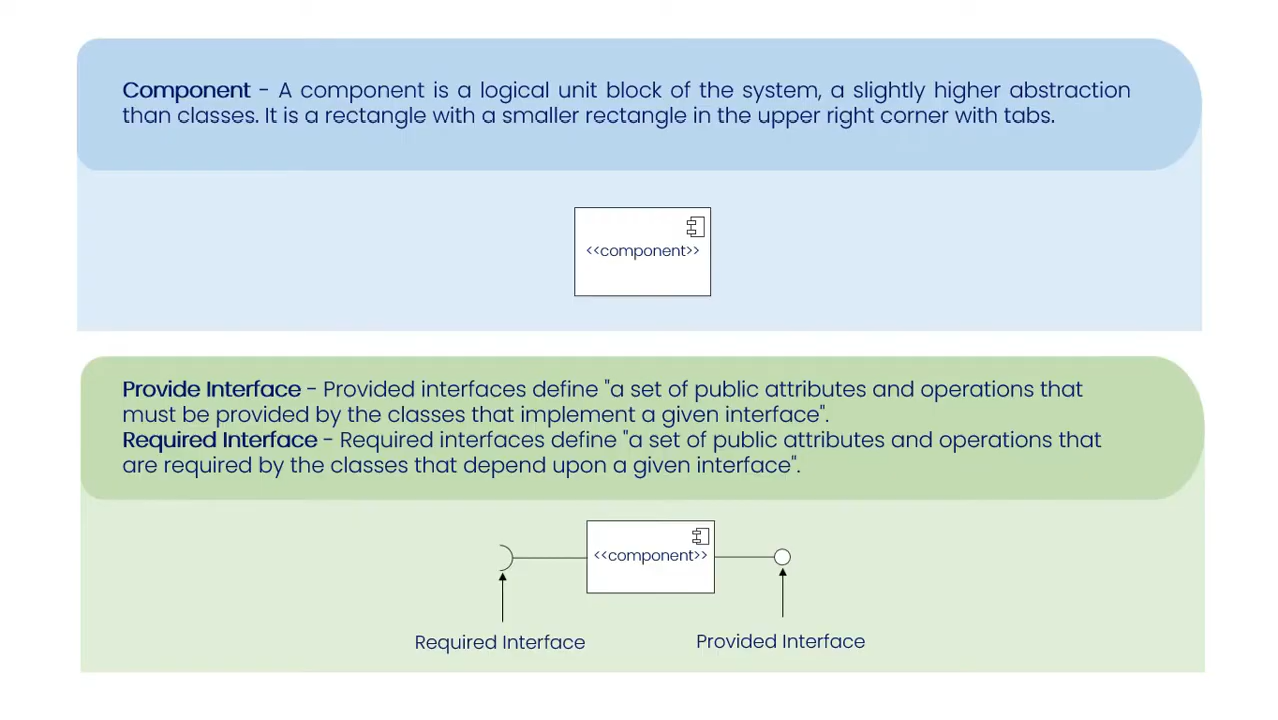 Component - A component is a logical unit block of the system, a slightly higher abstraction
than classes. It is a rectangle with a smaller rectangle in the upper right corner with tabs.
<<component>>
Provide Interface - Provided interfaces define "a set of public attributes and operations that
must be provided by the classes that implement a given interface".
Required Interface - Required interfaces define "a set of public attributes and operations that
are required by the classes that depend upon a given interface".
<<component>>
Required Interface
Provided Interface